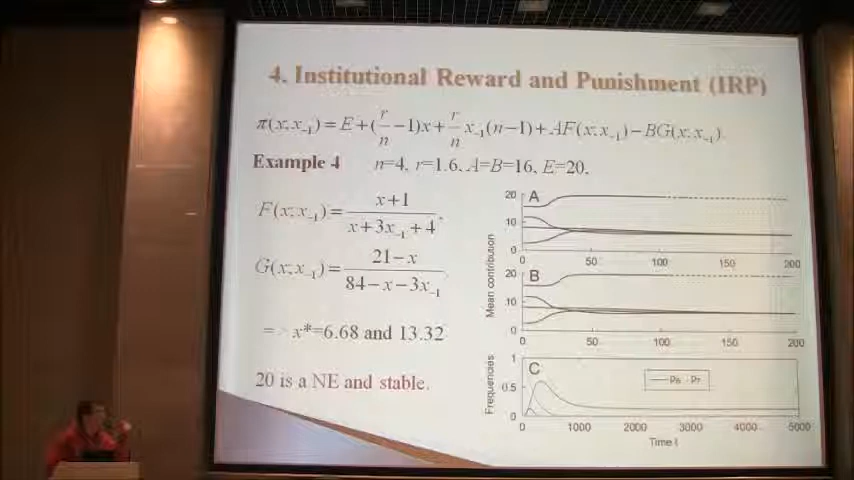 4. Institutional Reward and Punishment (IRP)
π(x;x₋₁)=E+(r/n−1)x+r/n x₋₁(n−1)+AF(x;x₋₁)−BG(x;x₋₁)
Example 4 n=4, r=1.6, A=B=16, E=20.
F(x;x₋₁)= x+1 / x+3x₋₁+4 ,
G(x;x₋₁)= 21−x / 84−x−3x₋₁
=> x*=6.68 and 13.32
20 is a NE and stable.
Mean contribution
A
20
10
0
0 50 100 150 200
B
20
10
0
0 50 100 150 200
Frequencies
C
1
0.5
0
P₆ P₇
0 1000 2000 3000 4000 5000
Time t